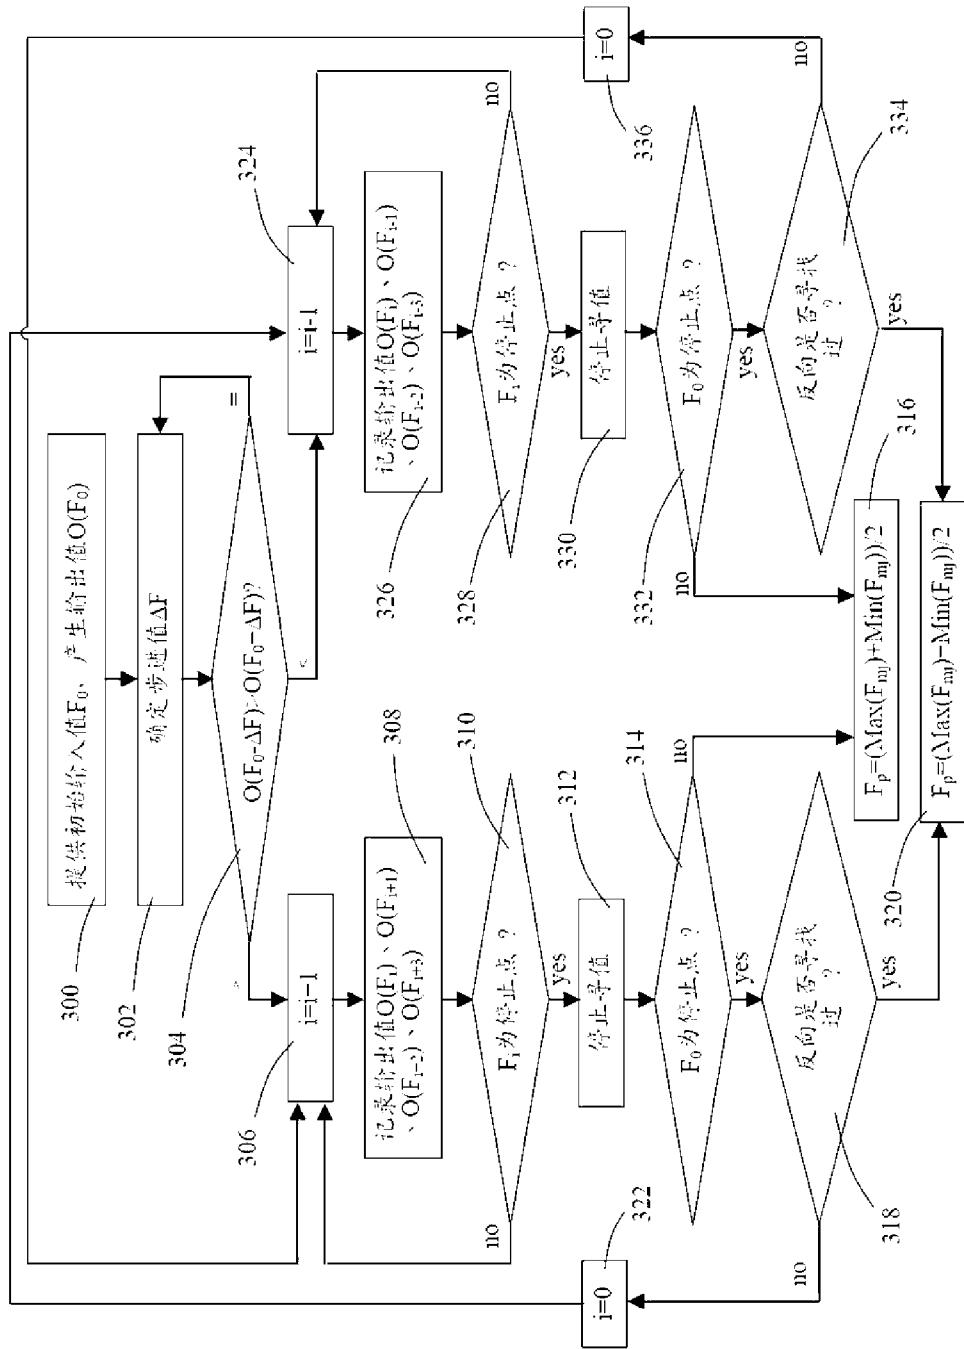 提供初始输入值F₀、产生输出值O(F₀)
300
确定步进值ΔF
302
O(F₀-ΔF)>O(F₀-ΔF)?
304
=
>
<
i=i-1
306
i=i-1
324
记录输出值O(Fᵢ)、O(Fᵢ₊₁)
、O(Fᵢ₋₂)、O(Fᵢ₊₃)
308
记录输出值O(Fᵢ)、O(Fᵢ₋₁)
、O(Fᵢ₋₂)、O(Fᵢ₋₃)
326
Fᵢ为停止点？
310
no
yes
Fᵢ为停止点？
328
no
yes
停止寻值
312
停止寻值
330
F₀为停止点？
314
no
yes
F₀为停止点？
332
no
yes
i=0
322
i=0
336
反向是否寻找
过？
318
no
yes
反向是否寻找
过？
334
no
yes
Fₚ=(Max(Fₘⱼ)+Min(Fₘⱼ))/2
316
Fₚ=(Max(Fₘⱼ)-Min(Fₘⱼ))/2
320